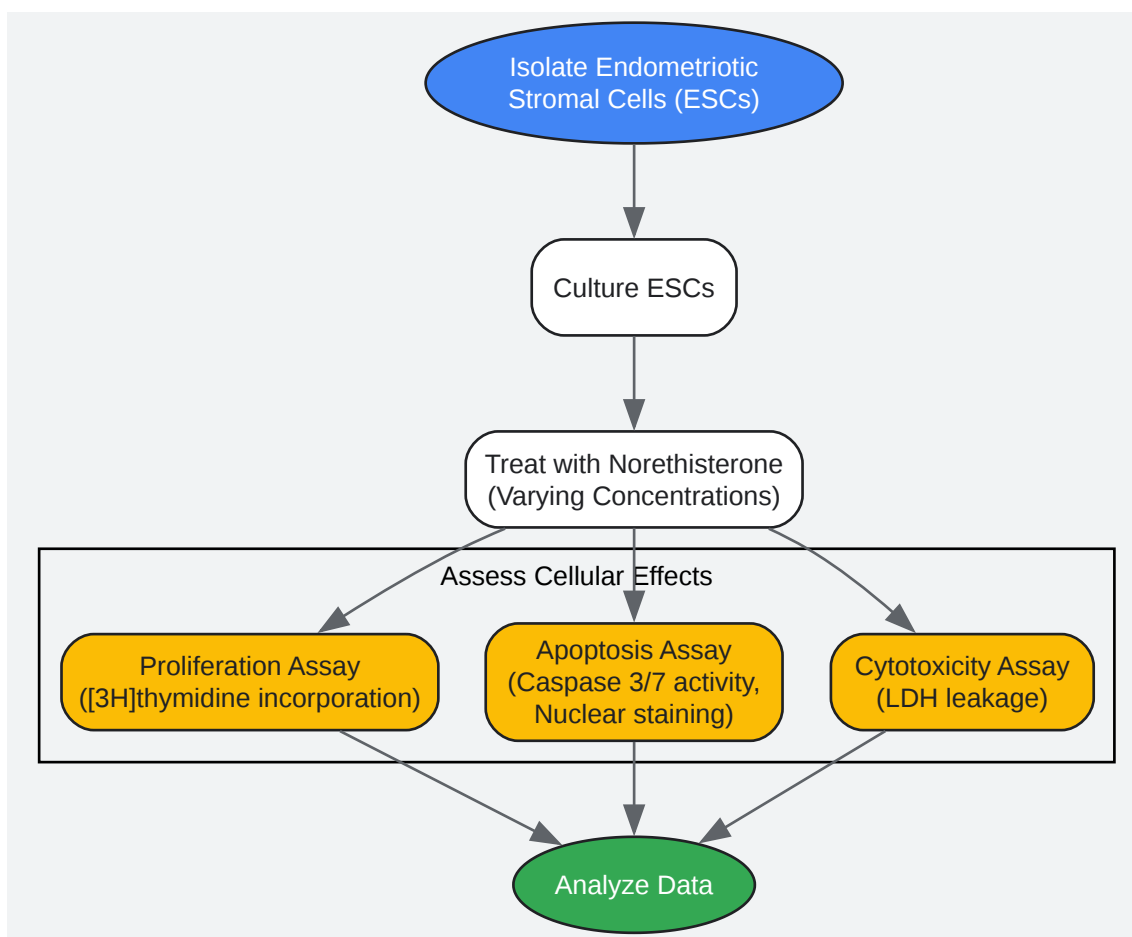 Isolate Endometriotic
Stromal Cells (ESCs)
Culture ESCs
Treat with Norethisterone
(Varying Concentrations)
Assess Cellular Effects
Proliferation Assay
([3H]thymidine incorporation)
Apoptosis Assay
(Caspase 3/7 activity,
Nuclear staining)
Cytotoxicity Assay
(LDH leakage)
Analyze Data